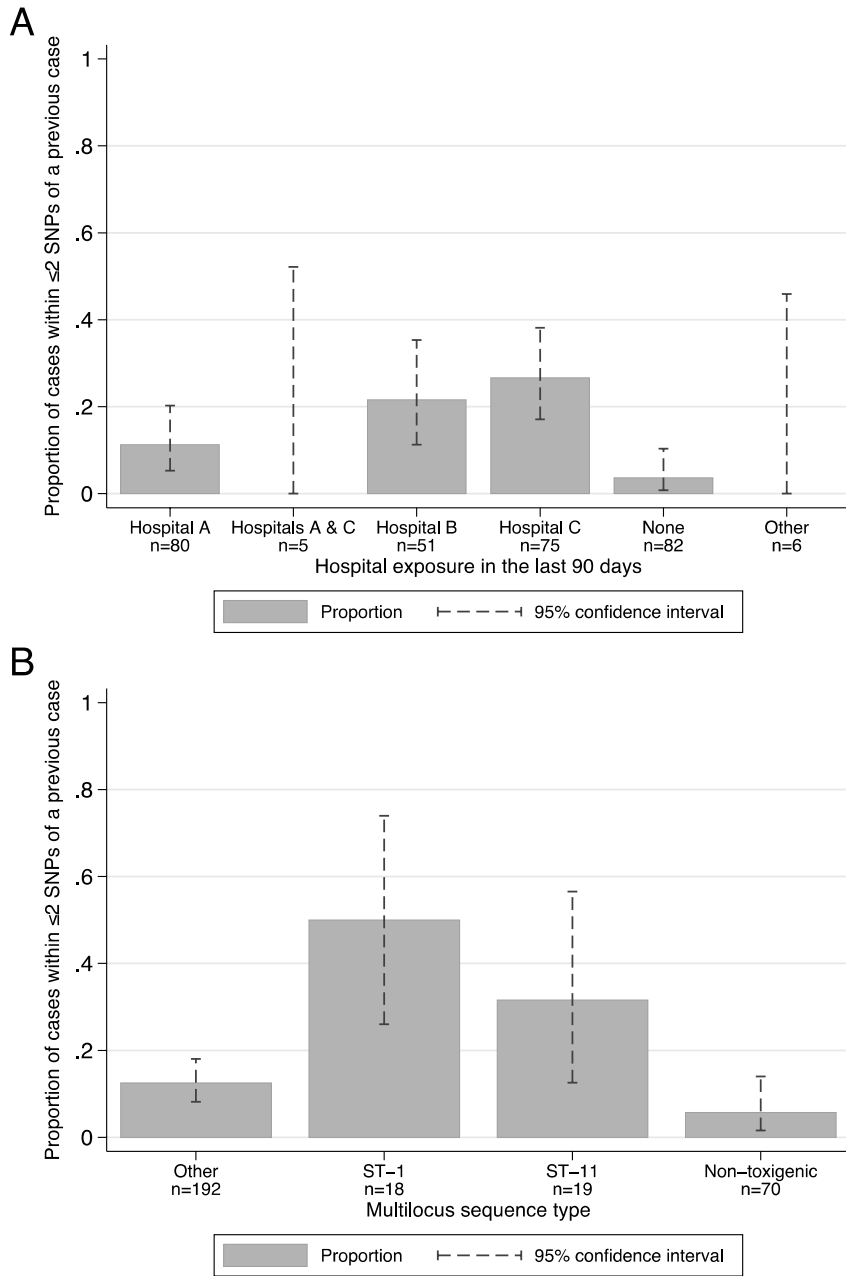 A
Proportion of cases within ≤2 SNPs of a previous case
1
.8
.6
.4
.2
0
Hospital A Hospitals A & C Hospital B Hospital C None Other
n=80 n=5 n=51 n=75 n=82 n=6
Hospital exposure in the last 90 days
Proportion 95% confidence interval
B
Proportion of cases within ≤2 SNPs of a previous case
1
.8
.6
.4
.2
0
Other ST−1 ST−11 Non−toxigenic
n=192 n=18 n=19 n=70
Multilocus sequence type
Proportion 95% confidence interval